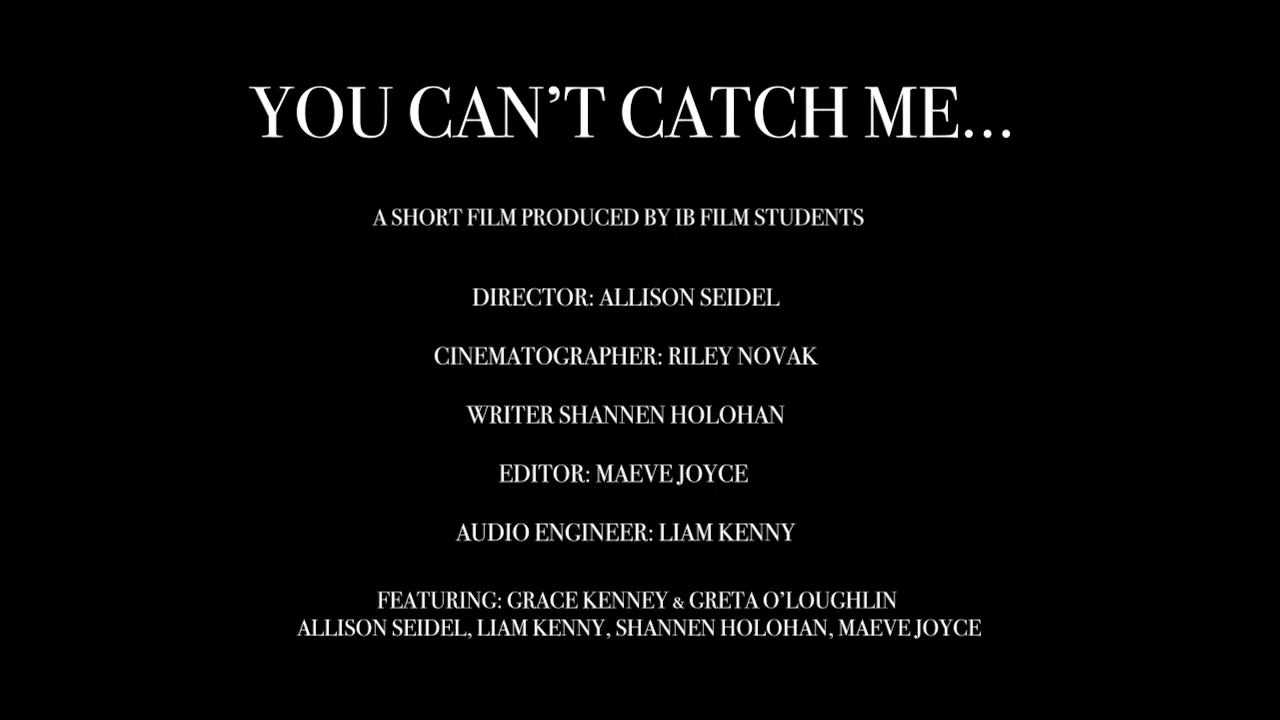 YOU CAN'T CATCH ME...
A SHORT FILM PRODUCED BY IB FILM STUDENTS
DIRECTOR: ALLISON SEIDEL
CINEMATOGRAPHER: RILEY NOVAK
WRITER SHANNEN HOLOHAN
EDITOR: MAEVE JOYCE
AUDIO ENGINEER: LIAM KENNY
FEATURING: GRACE KENNEY & GRETA O'LOUGHLIN
ALLISON SEIDEL, LIAM KENNY, SHANNEN HOLOHAN, MAEVE JOYCE